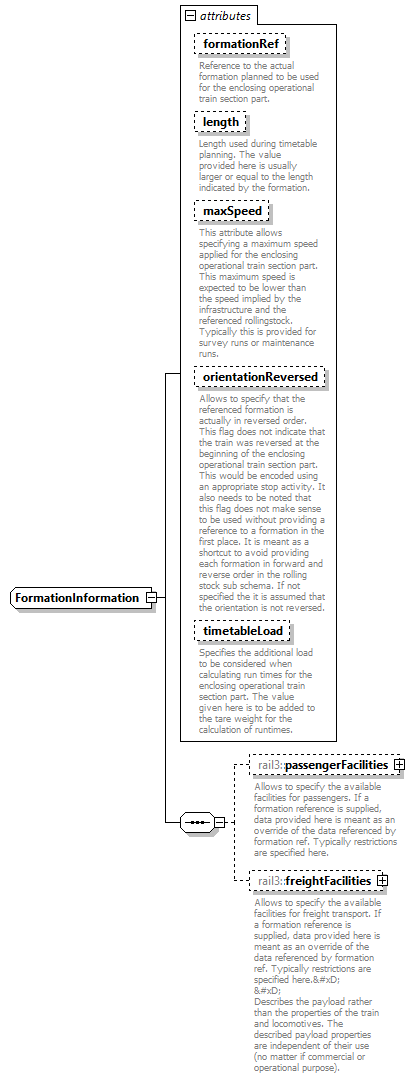 attributes
formationRef
Reference to the actual
formation planned to be used
for the enclosing operational
train section part.
length
Length used during timetable
planning. The value
provided here is usually
larger or equal to the length
indicated by the formation.
maxSpeed
This attribute allows
specifying a maximum speed
applied for the enclosing
operational train section part.
This maximum speed is
expected to be lower than
the speed implied by the
infrastructure and the
referenced rollingstock.
Typically this is provided for
survey runs or maintenance
runs.
orientationReversed
Allows to specify that the
referenced formation is
actually in reversed order.
This flag does not indicate that
the train was reversed at the
beginning of the enclosing
operational train section part.
This would be encoded using
an appropriate stop activity. It
also needs to be noted that
this flag does not make sense
to be used without providing a
reference to a formation in the
first place. It is meant as a
shortcut to avoid providing
each formation in forward and
reverse order in the rolling
stock sub schema. If not
specified the it is assumed that
the orientation is not reversed.
FormationInformation
timetableLoad
Specifies the additional load
to be considered when
calculating run times for the
enclosing operational train
section part. The value
given here is to be added to
the tare weight for the
calculation of runtimes.
rail3::passengerFacilities
Allows to specify the available
facilities for passengers. If a
formation reference is supplied,
data provided here is meant as an
override of the data referenced by
formation ref. Typically restrictions
are specified here.
rail3::freightFacilities
Allows to specify the available
facilities for freight transport. If
a formation reference is
supplied, data provided here is
meant as an override of the
data referenced by formation
ref. Typically restrictions are
specified here.&#xD;
&#xD;
Describes the payload rather
than the properties of the train
and locomotives. The
described payload properties
are independent of their use
(no matter if commercial or
operational purpose).